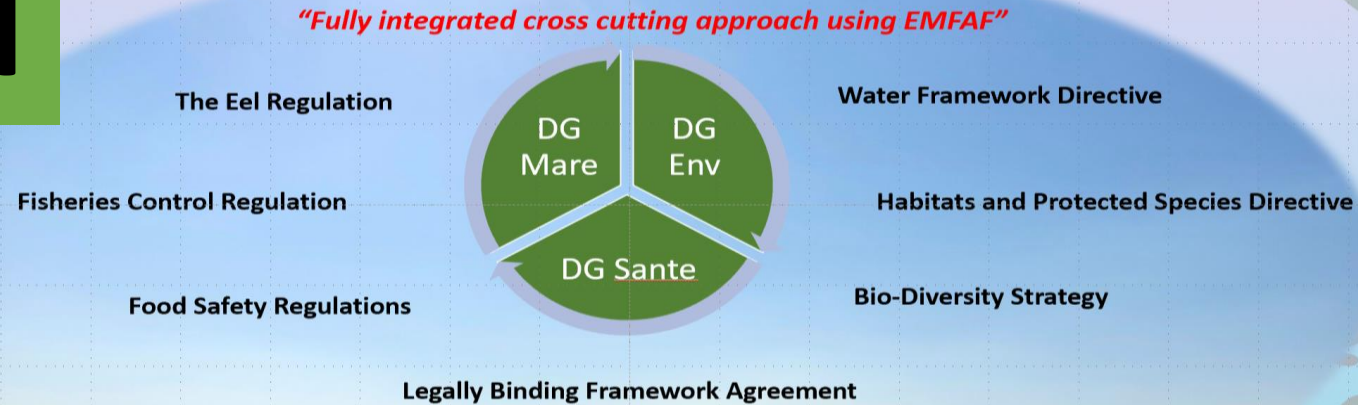 “Fully integrated cross cutting approach using EMFAF”
The Eel Regulation
Water Framework Directive
DG
Mare
DG
Env
Fisheries Control Regulation
Habitats and Protected Species Directive
DG Sante
Food Safety Regulations
Bio-Diversity Strategy
Legally Binding Framework Agreement